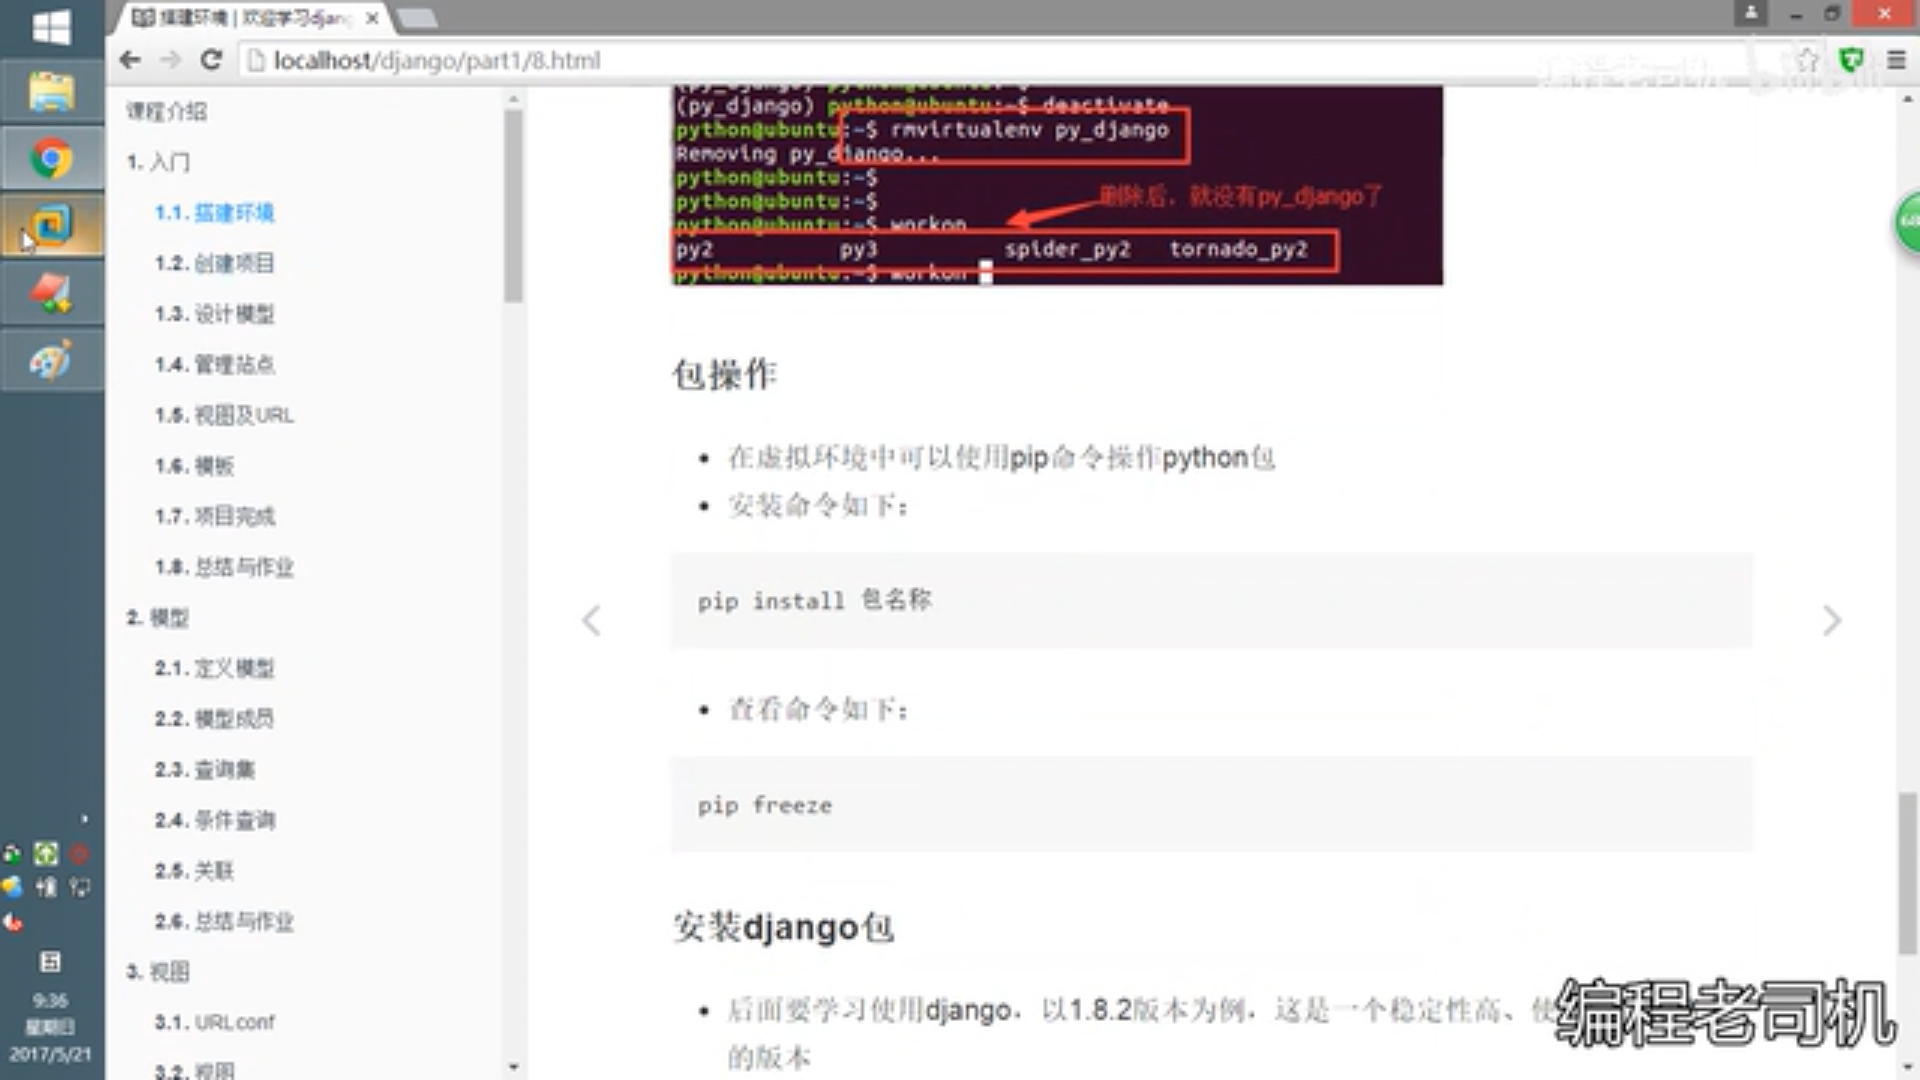 搭建环境 | 欢迎学习djang
localhost/django/part1/8.html
课程介绍
1. 入门
1.1. 搭建环境
1.2. 创建项目
1.3. 设计模型
1.4. 管理站点
1.5. 视图及URL
1.6. 模板
1.7. 项目完成
1.8. 总结与作业
2. 模型
2.1. 定义模型
2.2. 模型成员
2.3. 查询集
2.4. 条件查询
2.5. 关联
2.6. 总结与作业
3. 视图
3.1. URLconf
3.2. 视图
(py_django) python@ubuntu:~$ deactivate
python@ubuntu:~$ rmvirtualenv py_django
Removing py_django...
python@ubuntu:~$
python@ubuntu:~$
删除后，就没有py_django了
python@ubuntu:~$ workon
py2 py3 spider_py2 tornado_py2
python@ubuntu:~$ workon
包操作
在虚拟环境中可以使用pip命令操作python包
安装命令如下：
pip install 包名称
查看命令如下：
pip freeze
安装django包
后面要学习使用django，以1.8.2版本为例，这是一个稳定性高、使
的版本
编程老司机
五
9:36
星期日
2017/5/21
68